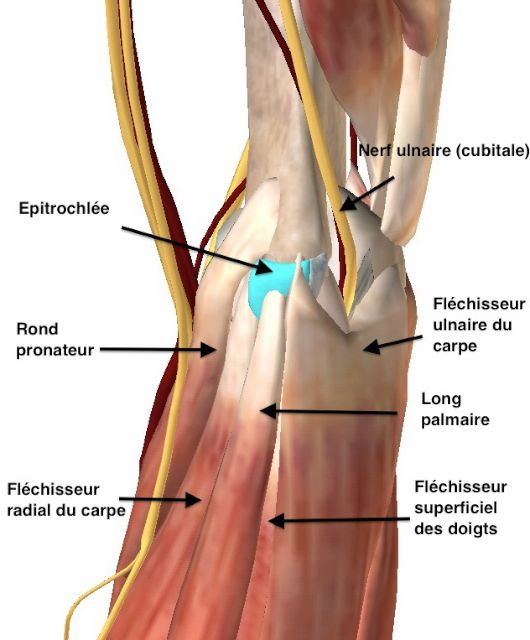 Nerf ulnaire (cubitale)
Epitrochlée
Fléchisseur
ulnaire du
carpe
Rond
pronateur
Long
palmaire
Fléchisseur
radial du carpe
Fléchisseur
superficiel
des doigts